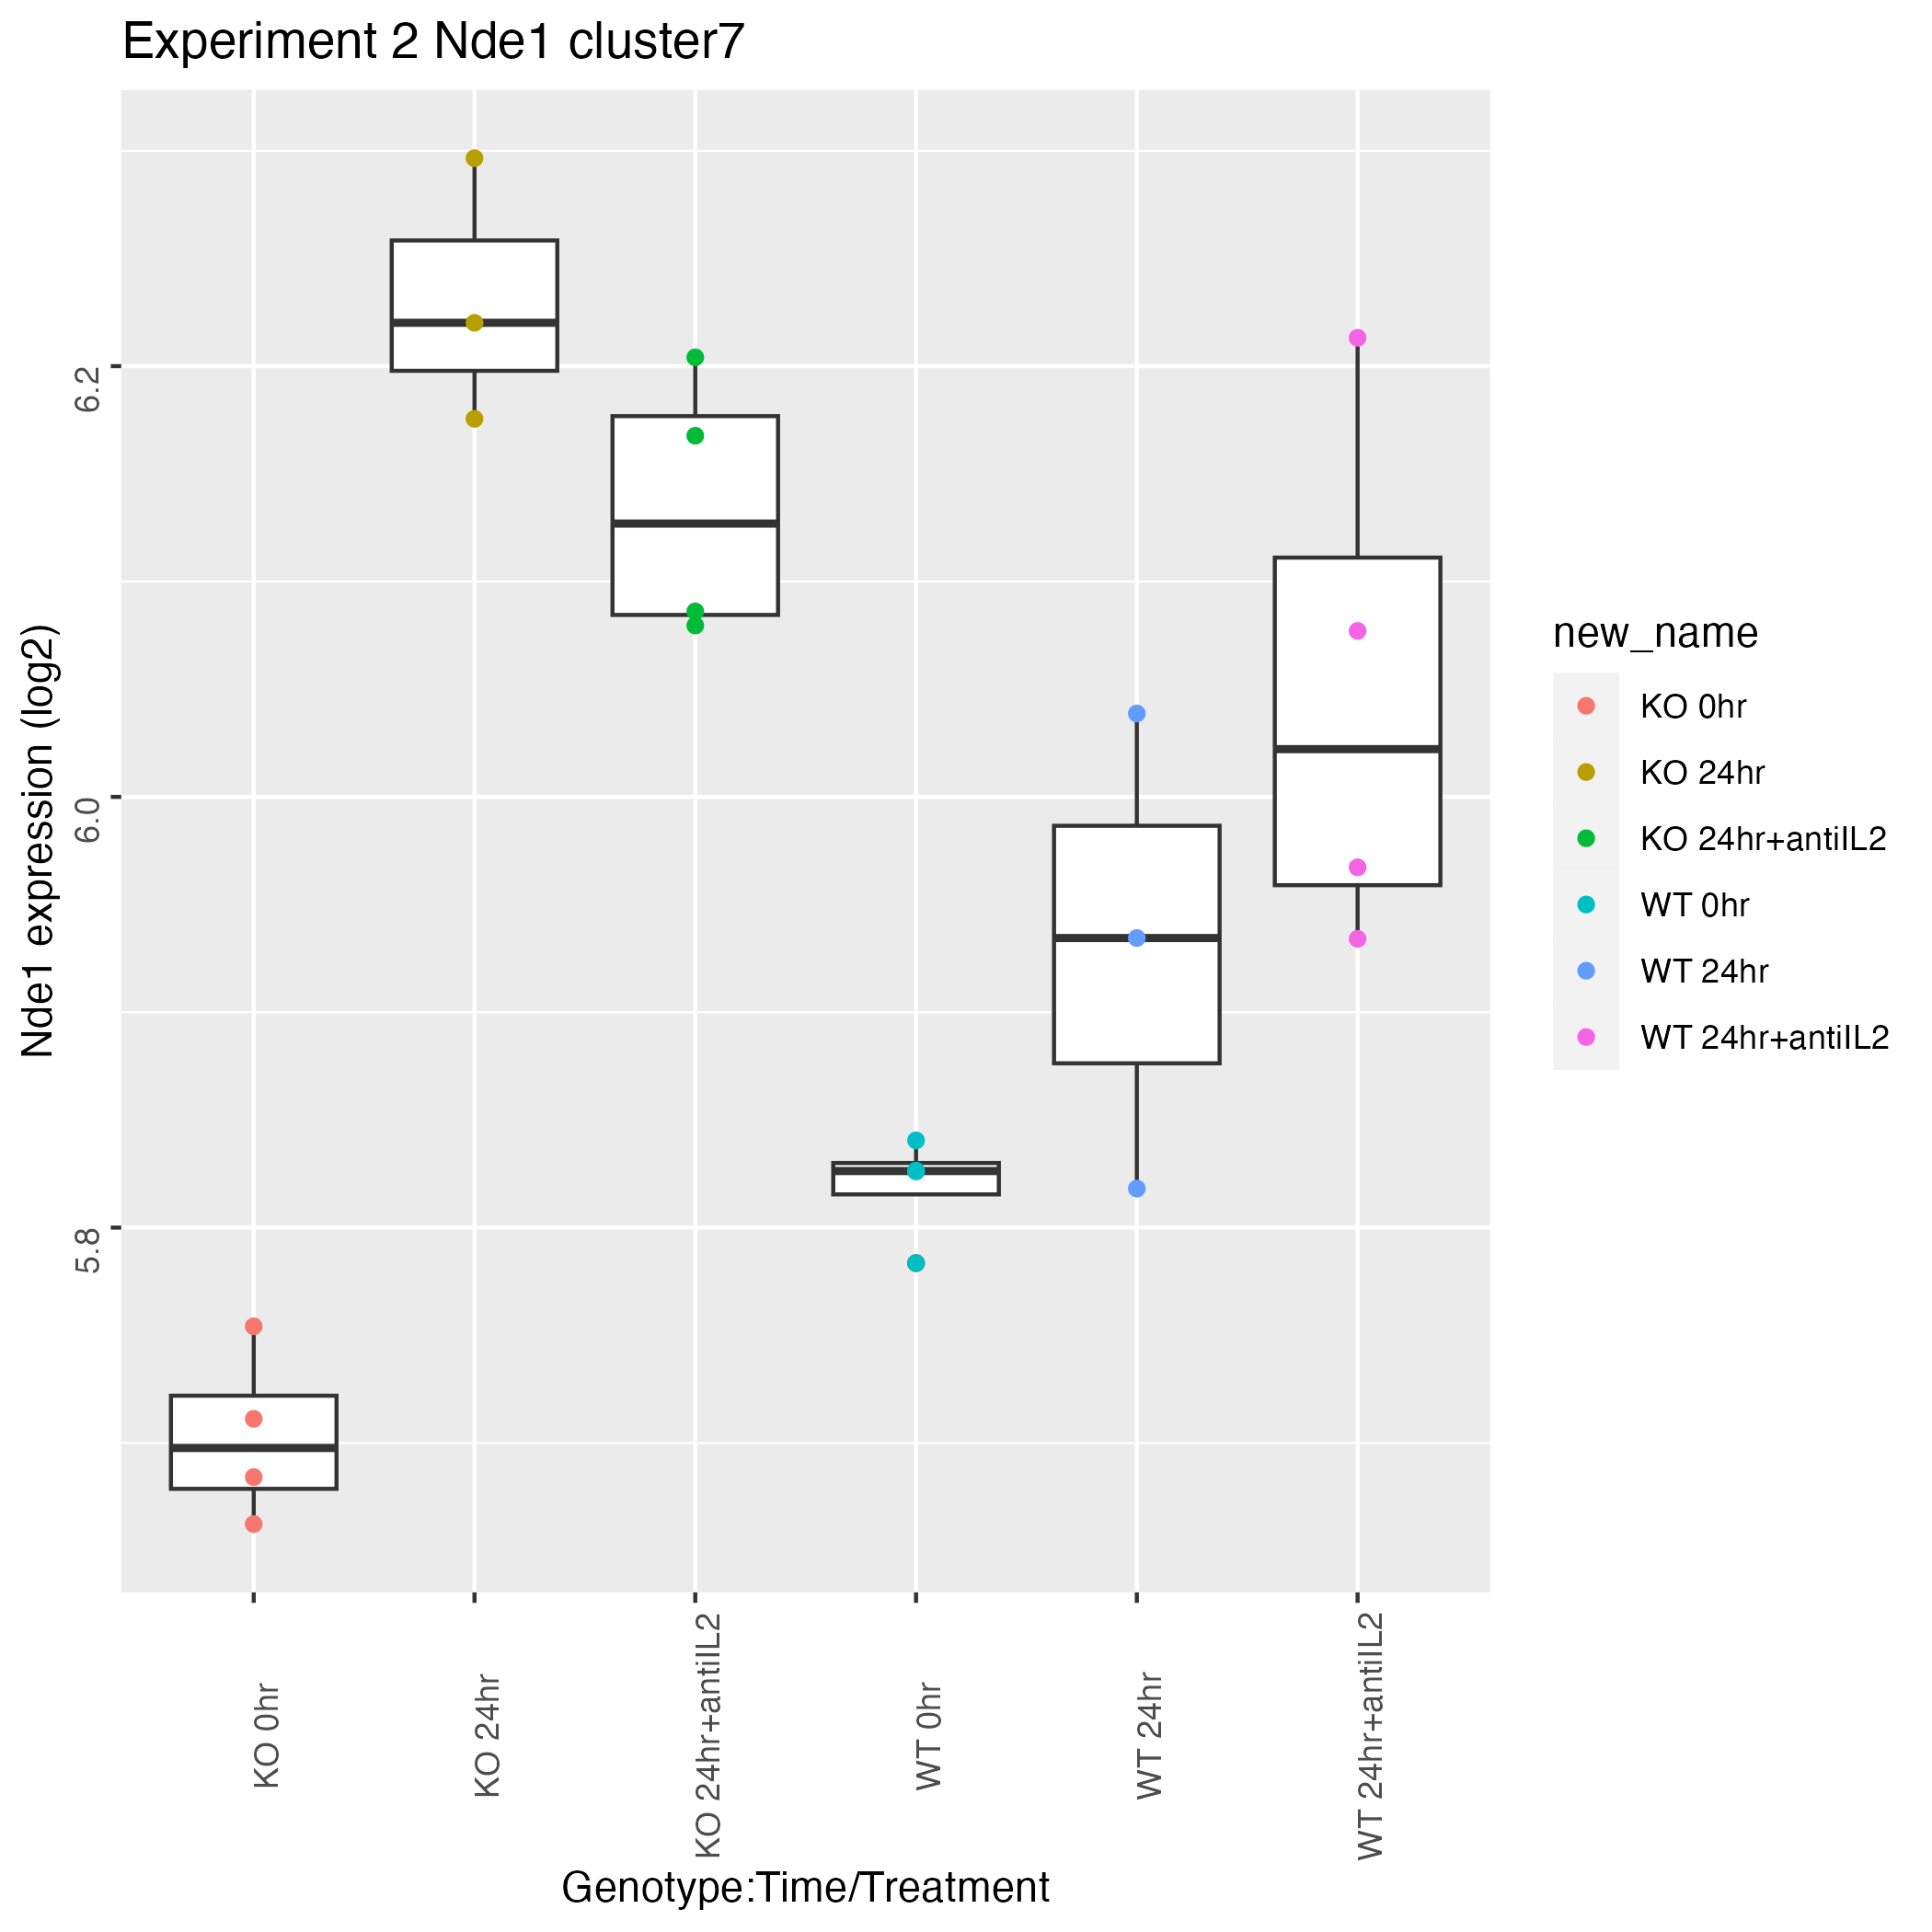 Experiment 2 Nde1 cluster7
Nde1 expression (log2)
6.2
6.0
5.8
KO 0hr
KO 24hr
KO 24hr+antiIL2
WT 0hr
WT 24hr
WT 24hr+antiIL2
Genotype:Time/Treatment
new_name
KO 0hr
KO 24hr
KO 24hr+antiIL2
WT 0hr
WT 24hr
WT 24hr+antiIL2